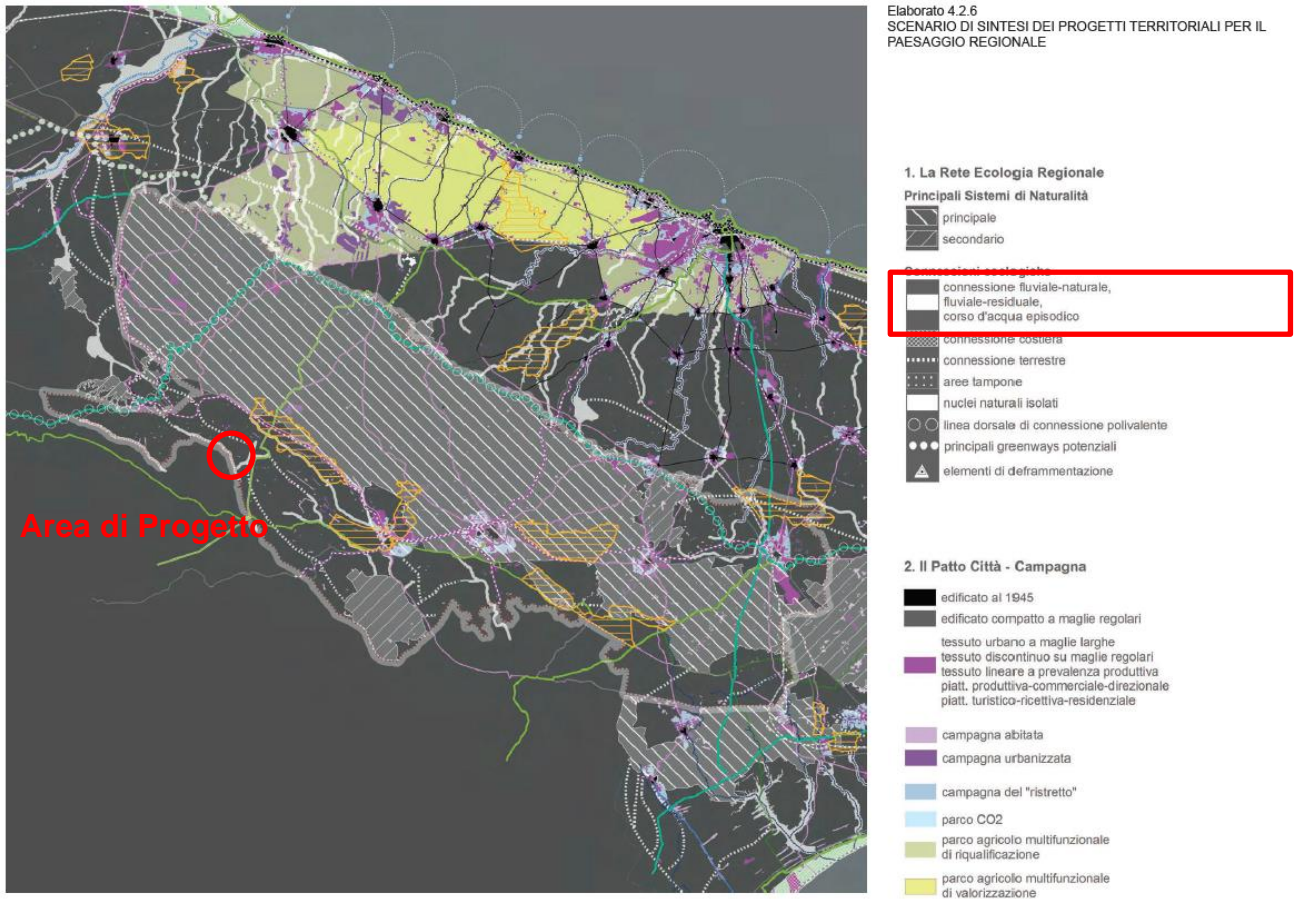 Elaborato 4.2.6
SCENARIO DI SINTESI DEI PROGETTI TERRITORIALI PER IL
PAESAGGIO REGIONALE
1. La Rete Ecologia Regionale
Principali Sistemi di Naturalità
principale
secondario
Connessioni ecologiche
connessione fluviale-naturale,
fluviale-residuale,
corso d'acqua episodico
connessione costiera
connessione terrestre
aree tampone
nuclei naturali isolati
linea dorsale di connessione polivalente
principali greenways potenziali
elementi di deframmentazione
Area di Progetto
2. Il Patto Città - Campagna
edificato al 1945
edificato compatto a maglie regolari
tessuto urbano a maglie larghe
tessuto discontinuo su maglie regolari
tessuto lineare a prevalenza produttiva
piatt. produttiva-commerciale-direzionale
piatt. turistico-ricettiva-residenziale
campagna abitata
campagna urbanizzata
campagna del "ristretto"
parco CO2
parco agricolo multifunzionale
di riqualificazione
parco agricolo multifunzionale
di valorizzazione